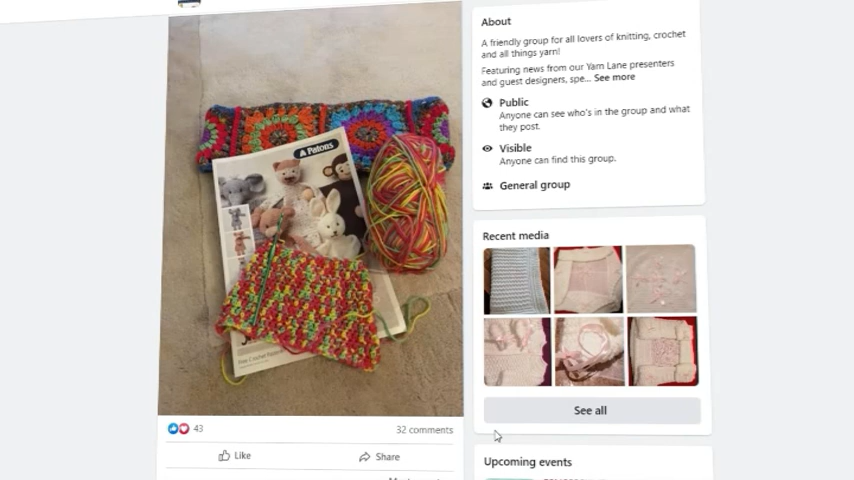 Patons
43
32 comments
Like
Share
About
A friendly group for all lovers of knitting, crochet
and all things yarn!
Featuring news from our Yarn Lane presenters
and guest designers, spe... See more
Public
Anyone can see who's in the group and what
they post.
Visible
Anyone can find this group.
General group
Recent media
See all
Upcoming events